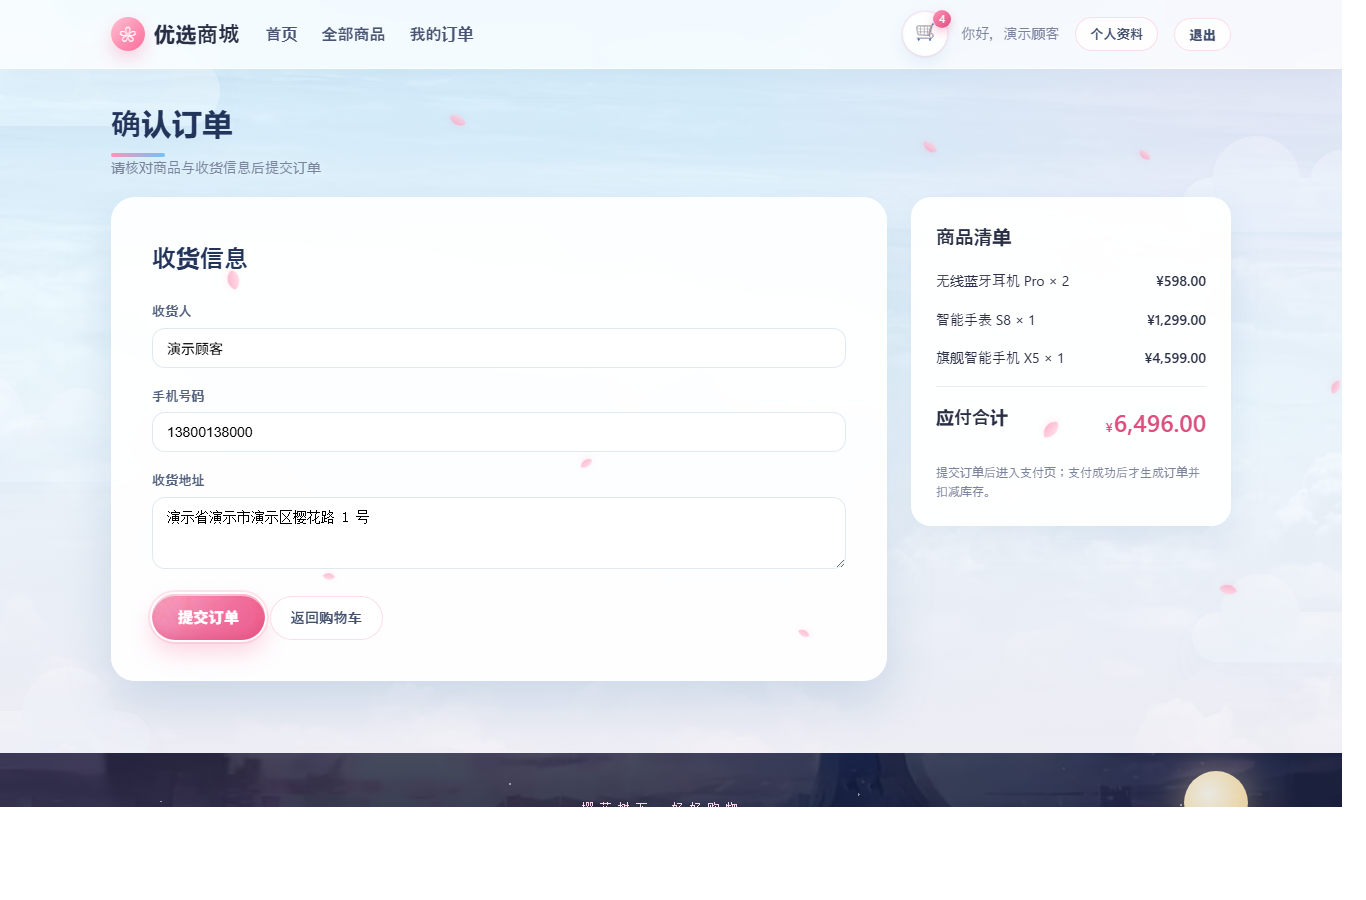 优选商城
首页
全部商品
我的订单
4
你好，演示顾客
个人资料
退出
确认订单
请核对商品与收货信息后提交订单
收货信息
收货人
演示顾客
手机号码
13800138000
收货地址
演示省演示市演示区樱花路 1 号
提交订单
返回购物车
商品清单
无线蓝牙耳机 Pro × 2 ¥598.00
智能手表 S8 × 1 ¥1,299.00
旗舰智能手机 X5 × 1 ¥4,599.00
应付合计 ¥6,496.00
提交订单后进入支付页；支付成功后才生成订单并
扣减库存。